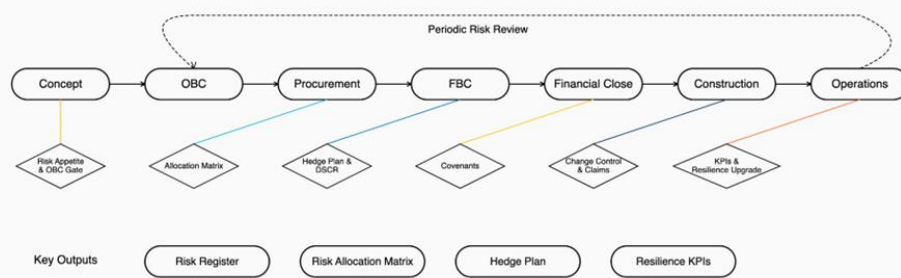 Periodic Risk Review
Concept
OBC
Procurement
FBC
Financial Close
Construction
Operations
Risk Appetite
& OBC Gate
Allocation Matrix
Hedge Plan &
DSCR
Covenants
Change Control
& Claims
KPIs &
Resilience Upgrade
Key Outputs
Risk Register
Risk Allocation Matrix
Hedge Plan
Resilience KPIs